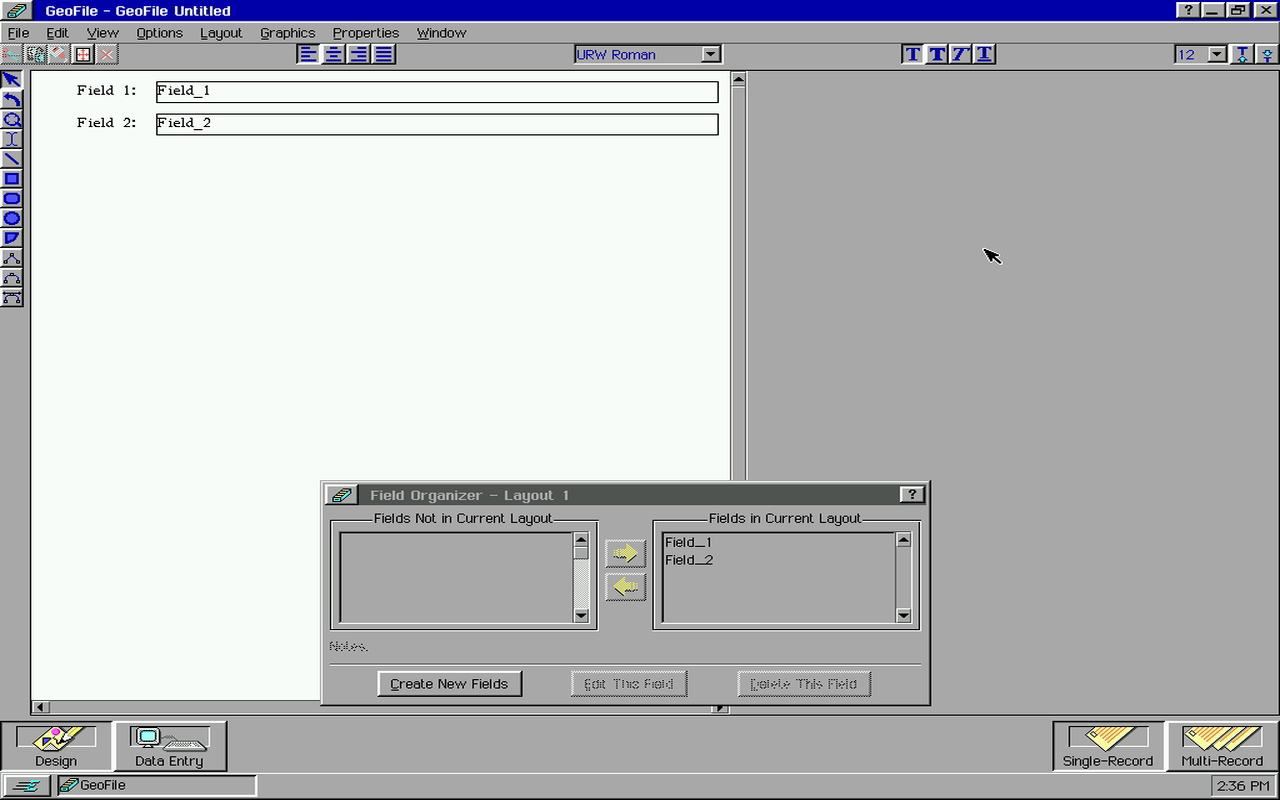 GeoFile - GeoFile Untitled
?
File Edit View Options Layout Graphics Properties Window
URW Roman T T T T 12
Field 1: Field_1
Field 2: Field_2
Field Organizer - Layout 1 ?
Fields Not in Current Layout Fields in Current Layout
Field_1
Field_2
Notes:
Create New Fields Edit This Field Delete This Field
Design Data Entry Single-Record Multi-Record
GeoFile 2:36 PM